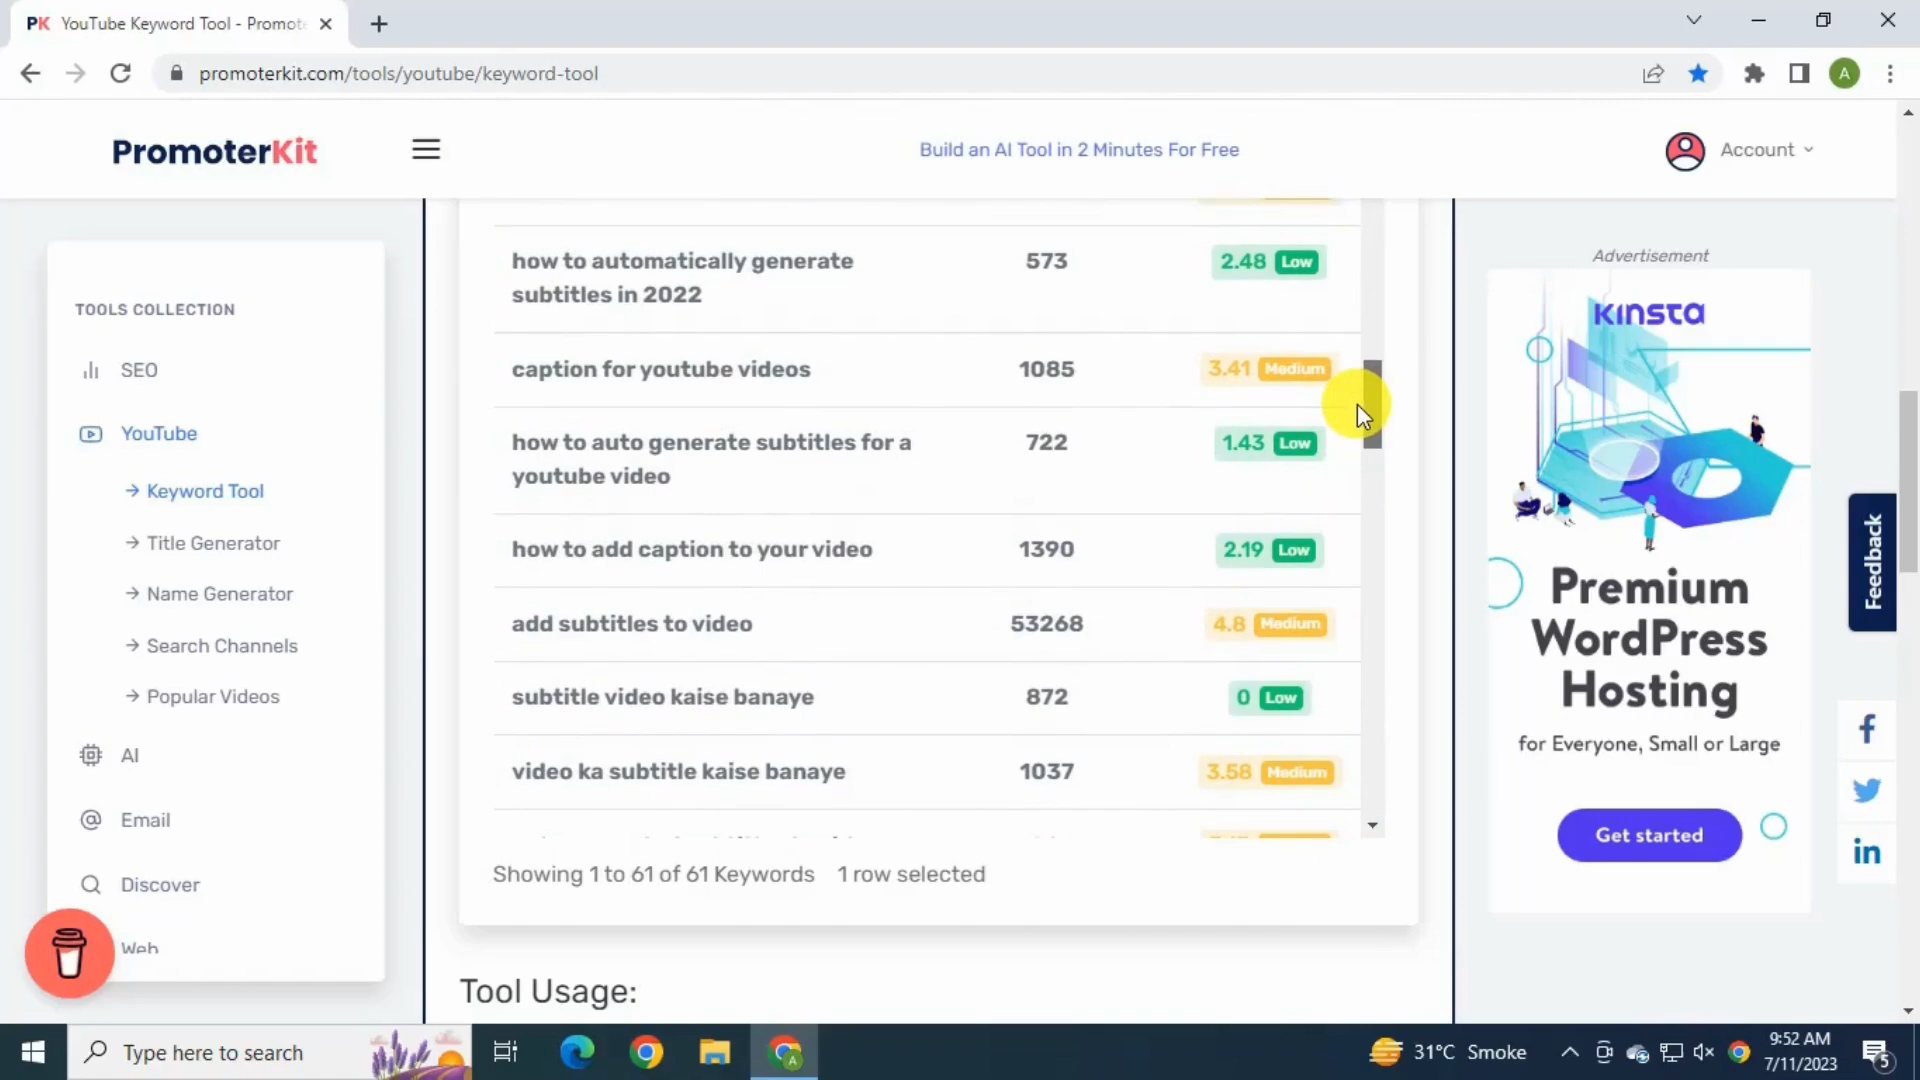 PK YouTube Keyword Tool - Promot
promoterkit.com/tools/youtube/keyword-tool
A
PromoterKit
Build an AI Tool in 2 Minutes For Free
Account
TOOLS COLLECTION
SEO
YouTube
→ Keyword Tool
→ Title Generator
→ Name Generator
→ Search Channels
→ Popular Videos
AI
Email
Discover
Web
how to automatically generate 573 2.48 Low
subtitles in 2022
caption for youtube videos 1085 3.41 Medium
how to auto generate subtitles for a 722 1.43 Low
youtube video
how to add caption to your video 1390 2.19 Low
add subtitles to video 53268 4.8 Medium
subtitle video kaise banaye 872 0 Low
video ka subtitle kaise banaye 1037 3.58 Medium
Showing 1 to 61 of 61 Keywords 1 row selected
Tool Usage:
Advertisement
KINSTA
Premium
WordPress
Hosting
for Everyone, Small or Large
Get started
Feedback
Type here to search
31°C Smoke
9:52 AM
7/11/2023
5